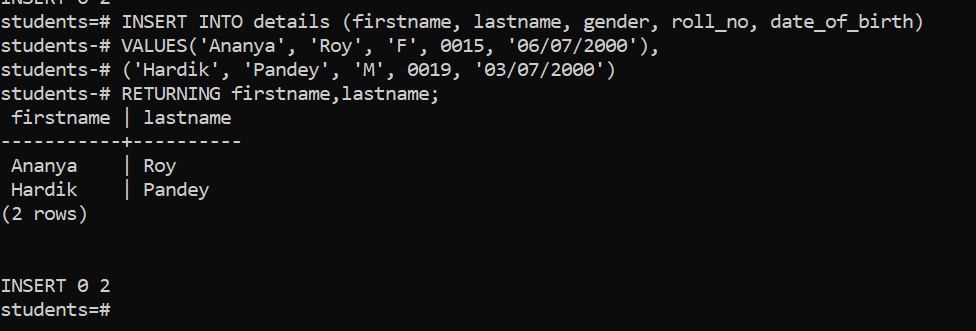 INSERT 0 2
students=# INSERT INTO details (firstname, lastname, gender, roll_no, date_of_birth)
students-# VALUES('Ananya', 'Roy', 'F', 0015, '06/07/2000'),
students-# ('Hardik', 'Pandey', 'M', 0019, '03/07/2000')
students-# RETURNING firstname,lastname;
 firstname | lastname
-----------+----------
 Ananya    | Roy
 Hardik    | Pandey
(2 rows)
INSERT 0 2
students=#